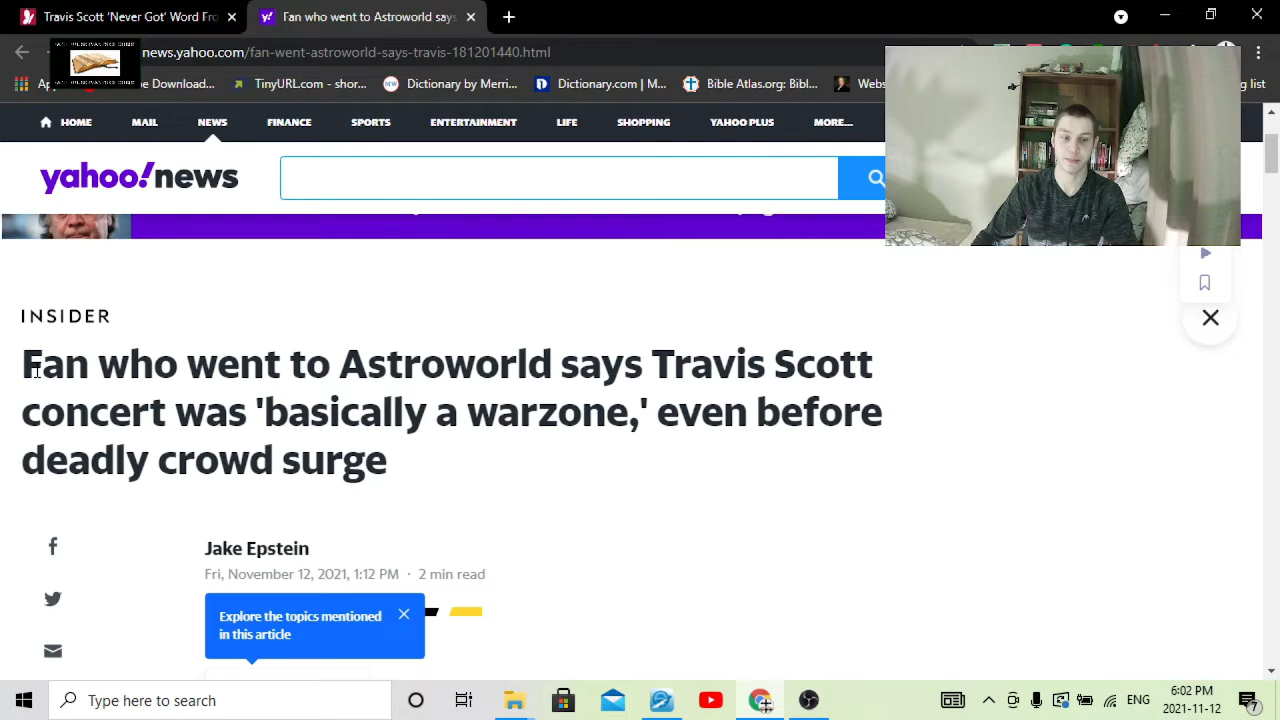 Travis Scott 'Never Got' Word Fro
Fan who went to Astroworld says
news.yahoo.com/fan-went-astroworld-says-travis-181201440.html
TinyURL.com - shor...
Dictionary by Merri...
Dictionary.com | M...
Bible Atlas.org: Bibl...
HOME
MAIL
NEWS
FINANCE
SPORTS
ENTERTAINMENT
LIFE
SHOPPING
YAHOO PLUS
MORE...
yahoo!news
INSIDER
Fan who went to Astroworld says Travis Scott
concert was 'basically a warzone,' even before
deadly crowd surge
Jake Epstein
Fri, November 12, 2021, 1:12 PM · 2 min read
Explore the topics mentioned
in this article
Type here to search
ENG
6:02 PM
2021-11-12
7